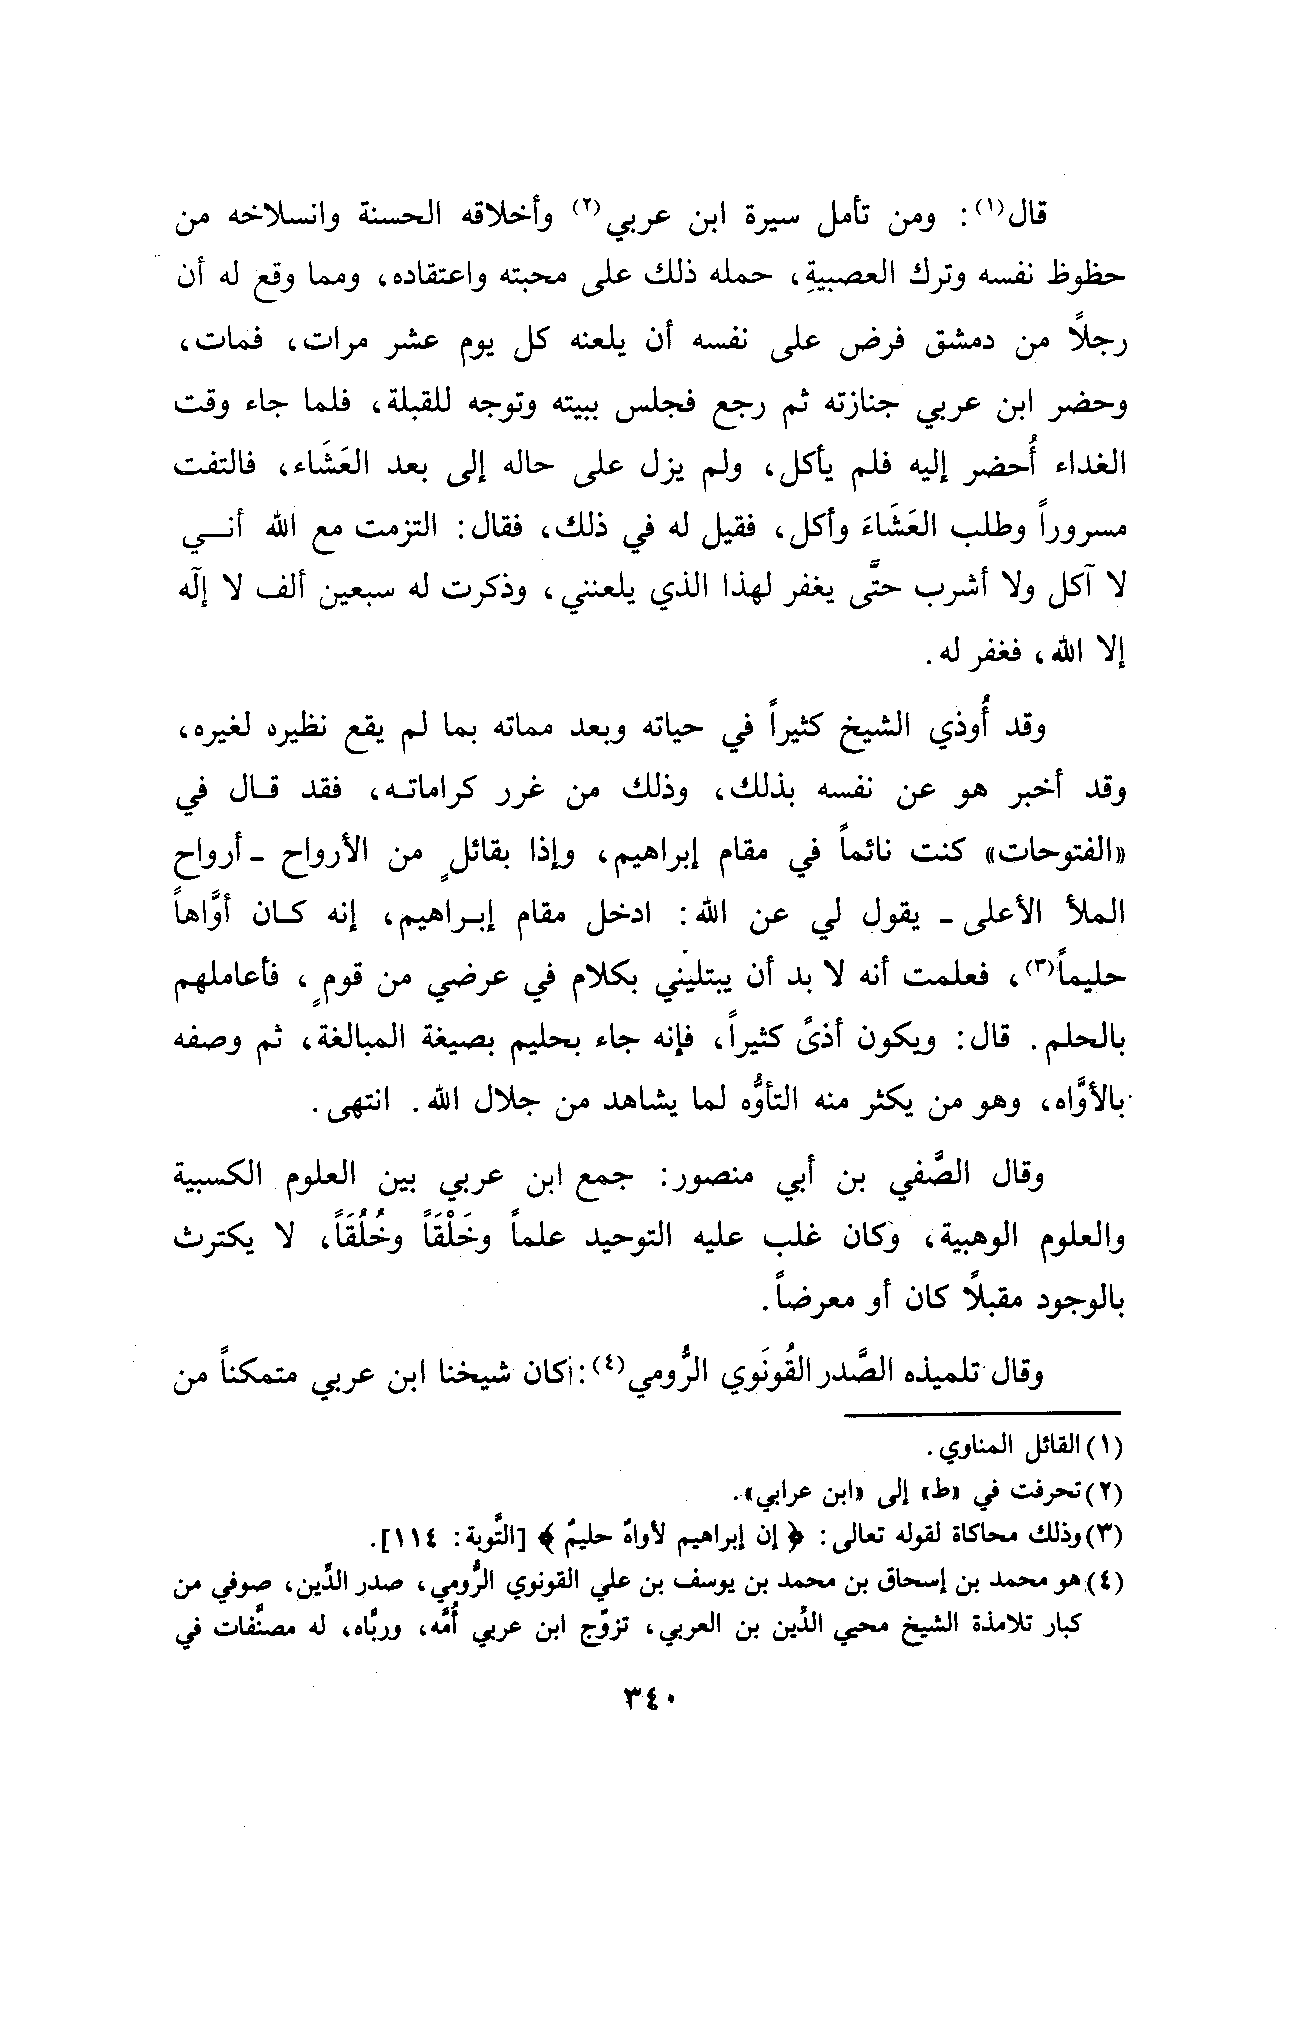 قال(١): ومن تأمل سيرة ابن عربي(٢) وأخلاقه الحسنة وانسلاخه من
حظوظ نفسه وترك العصبيةِ، حمله ذلك على محبته واعتقاده، ومما وقع له أن
رجلًا من دمشق فرض على نفسه أن يلعنه كل يوم عشر مرات، فمات،
وحضر ابن عربي جنازته ثم رجع فجلس ببيته وتوجه للقبلة، فلما جاء وقت
الغداء أُحضر إليه فلم يأكل، ولم يزل على حاله إلى بعد العَشَاء، فالتفت
مسروراً وطلب العَشَاءَ وأكل، فقيل له في ذلك، فقال: التزمت مع الله أنــي
لا آكل ولا أشرب حتَّى يغفر لهذا الذي يلعنني، وذكرت له سبعين ألف لا إلٓه
إلا الله، فغفر له.
وقد أُوذي الشيخ كثيراً في حياته وبعد مماته بما لم يقع نظيره لغيره،
وقد أخبر هو عن نفسه بذلك، وذلك من غرر كراماتـه، فقد قـال في
«الفتوحات» كنت نائماً في مقام إبراهيم، وإذا بقائلٍ من الأرواح - أرواح
الملأ الأعلى - يقول لي عن الله: ادخل مقام إبـراهيم، إنه كـان أوَّاهاً
حليماً(٣)، فعلمت أنه لا بد أن يبتليني بكلام في عرضي من قومٍ، فأعاملهم
بالحلم. قال: ويكون أذىً كثيراً، فإنه جاء بحليم بصيغة المبالغة، ثم وصفه
بالأوَّاه، وهو من يكثر منه التأوُّه لما يشاهد من جلال الله. انتهى.
وقال الصَّفي بن أبي منصور: جمع ابن عربي بين العلوم الكسبية
والعلوم الوهبية، وكان غلب عليه التوحيد علماً وخَلْقَاً وخُلُقَاً، لا يكترث
بالوجود مقبلًا كان أو معرضاً.
وقال تلميذه الصَّدر القُونَوي الرُّومي(٤): كان شيخنا ابن عربي متمكناً من
(١) القائل المناوي.
(٢) تحرفت في «ط» إلى «ابن عرابي».
(٣) وذلك محاكاة لقوله تعالى: ﴿إن إبراهيم لأواهٌ حليمٌ﴾ [التَّوبة: ١١٤].
(٤) هو محمد بن إسحاق بن محمد بن يوسف بن علي القونوي الرُّومي، صدر الدَّين، صوفي من
كبار تلامذة الشيخ محيي الدَّين بن العربي، تزوَّج ابن عربي أُمَّه، وربَّاه، له مصنَّفات في
٣٤٠